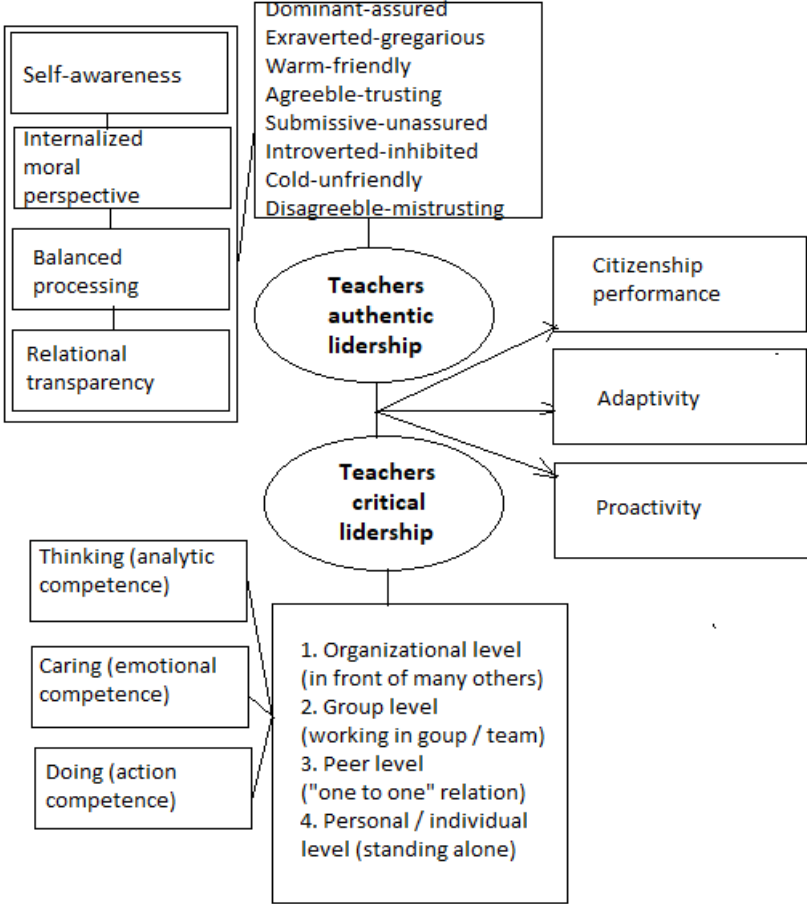 Self-awareness
Internalized
moral
perspective
Balanced
processing
Relational
transparency
Dominant-assured
Exraverted-gregarious
Warm-friendly
Agreeble-trusting
Submissive-unassured
Introverted-inhibited
Cold-unfriendly
Disagreeble-mistrusting
Teachers
authentic
lidership
Citizenship
performance
Adaptivity
Proactivity
Teachers
critical
lidership
Thinking (analytic
competence)
Caring (emotional
competence)
Doing (action
competence)
1. Organizational level
(in front of many others)
2. Group level
(working in goup / team)
3. Peer level
("one to one" relation)
4. Personal / individual
level (standing alone)